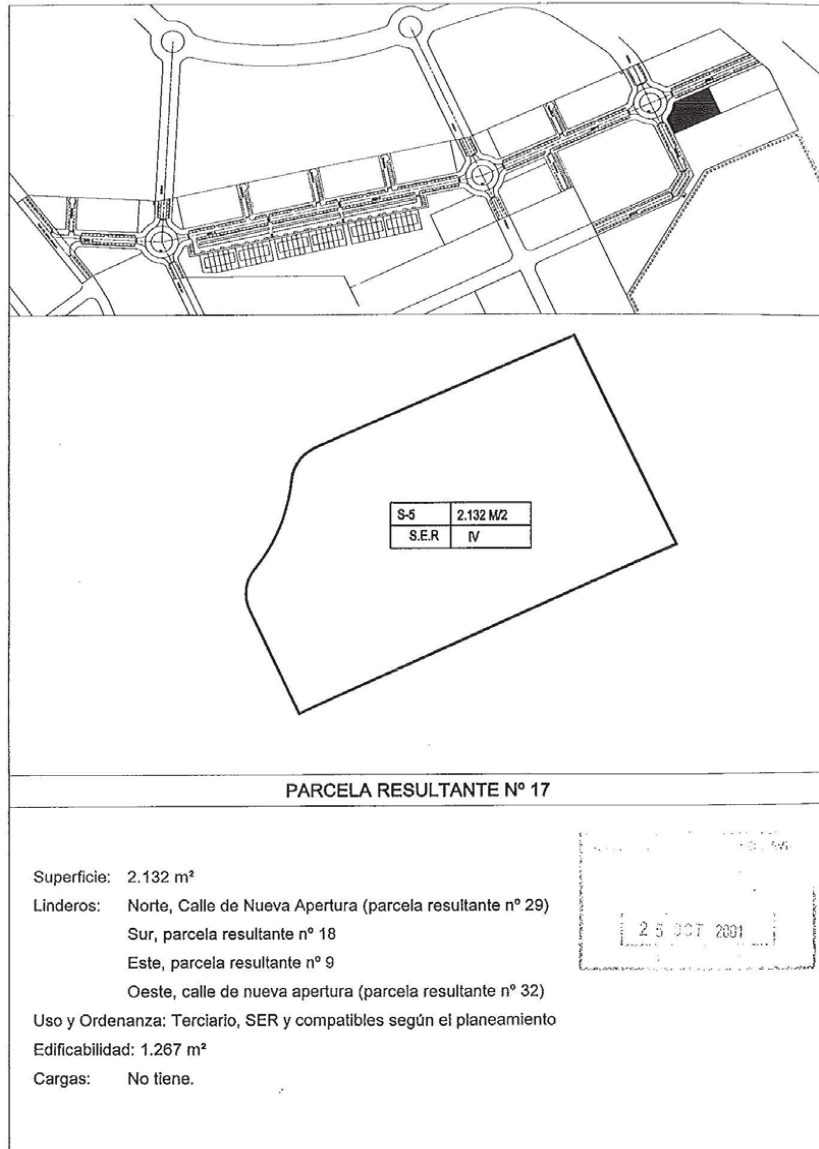 S-5 2.132 M/2
S.E.R IV
PARCELA RESULTANTE Nº 17
Superficie: 2.132 m²
Linderos: Norte, Calle de Nueva Apertura (parcela resultante nº 29)
Sur, parcela resultante nº 18
Este, parcela resultante nº 9
Oeste, calle de nueva apertura (parcela resultante nº 32)
Uso y Ordenanza: Terciario, SER y compatibles según el planeamiento
Edificabilidad: 1.267 m²
Cargas: No tiene.
25 OCT 2001